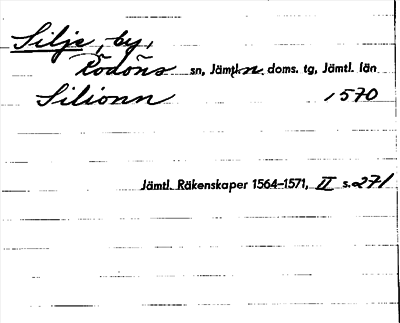 Silje, by,
Rödöns sn, Jämtl. n. doms. tg, Jämtl. län
Silionn 1570
Jämtl. Räkenskaper 1564–1571, II s. 271